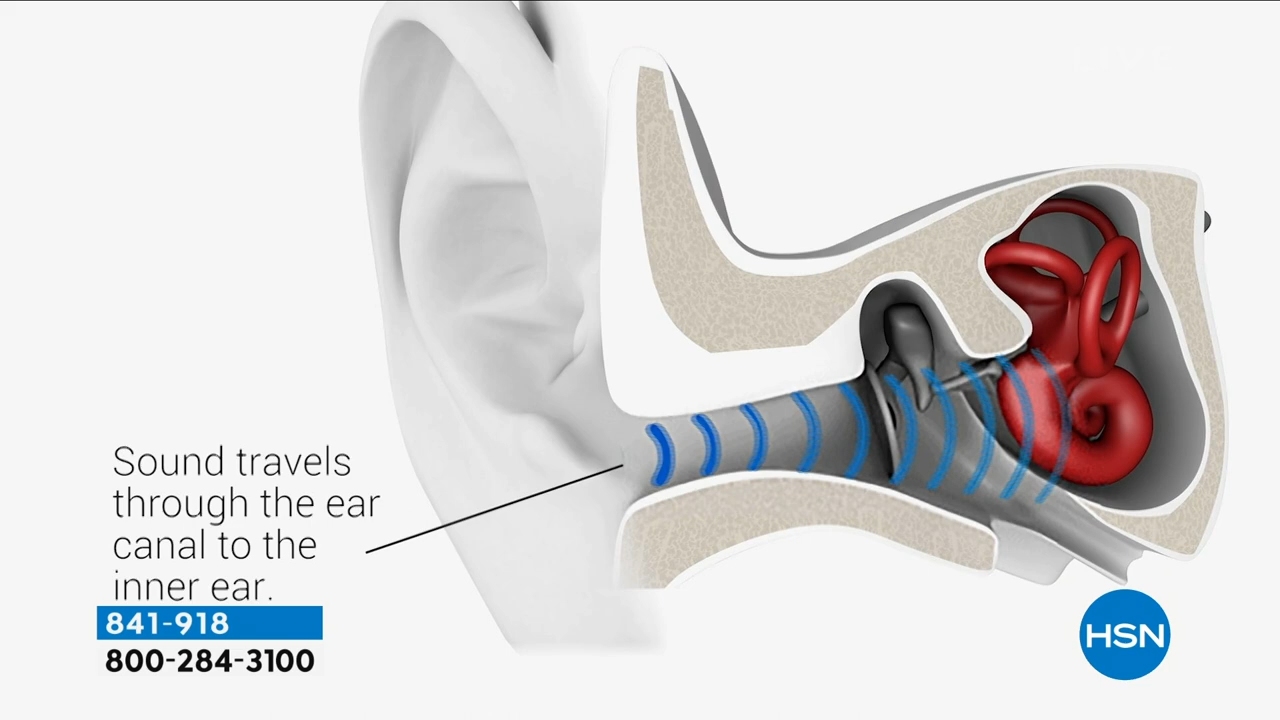 Sound travels
through the ear
canal to the
inner ear.
841-918
800-284-3100
HSN